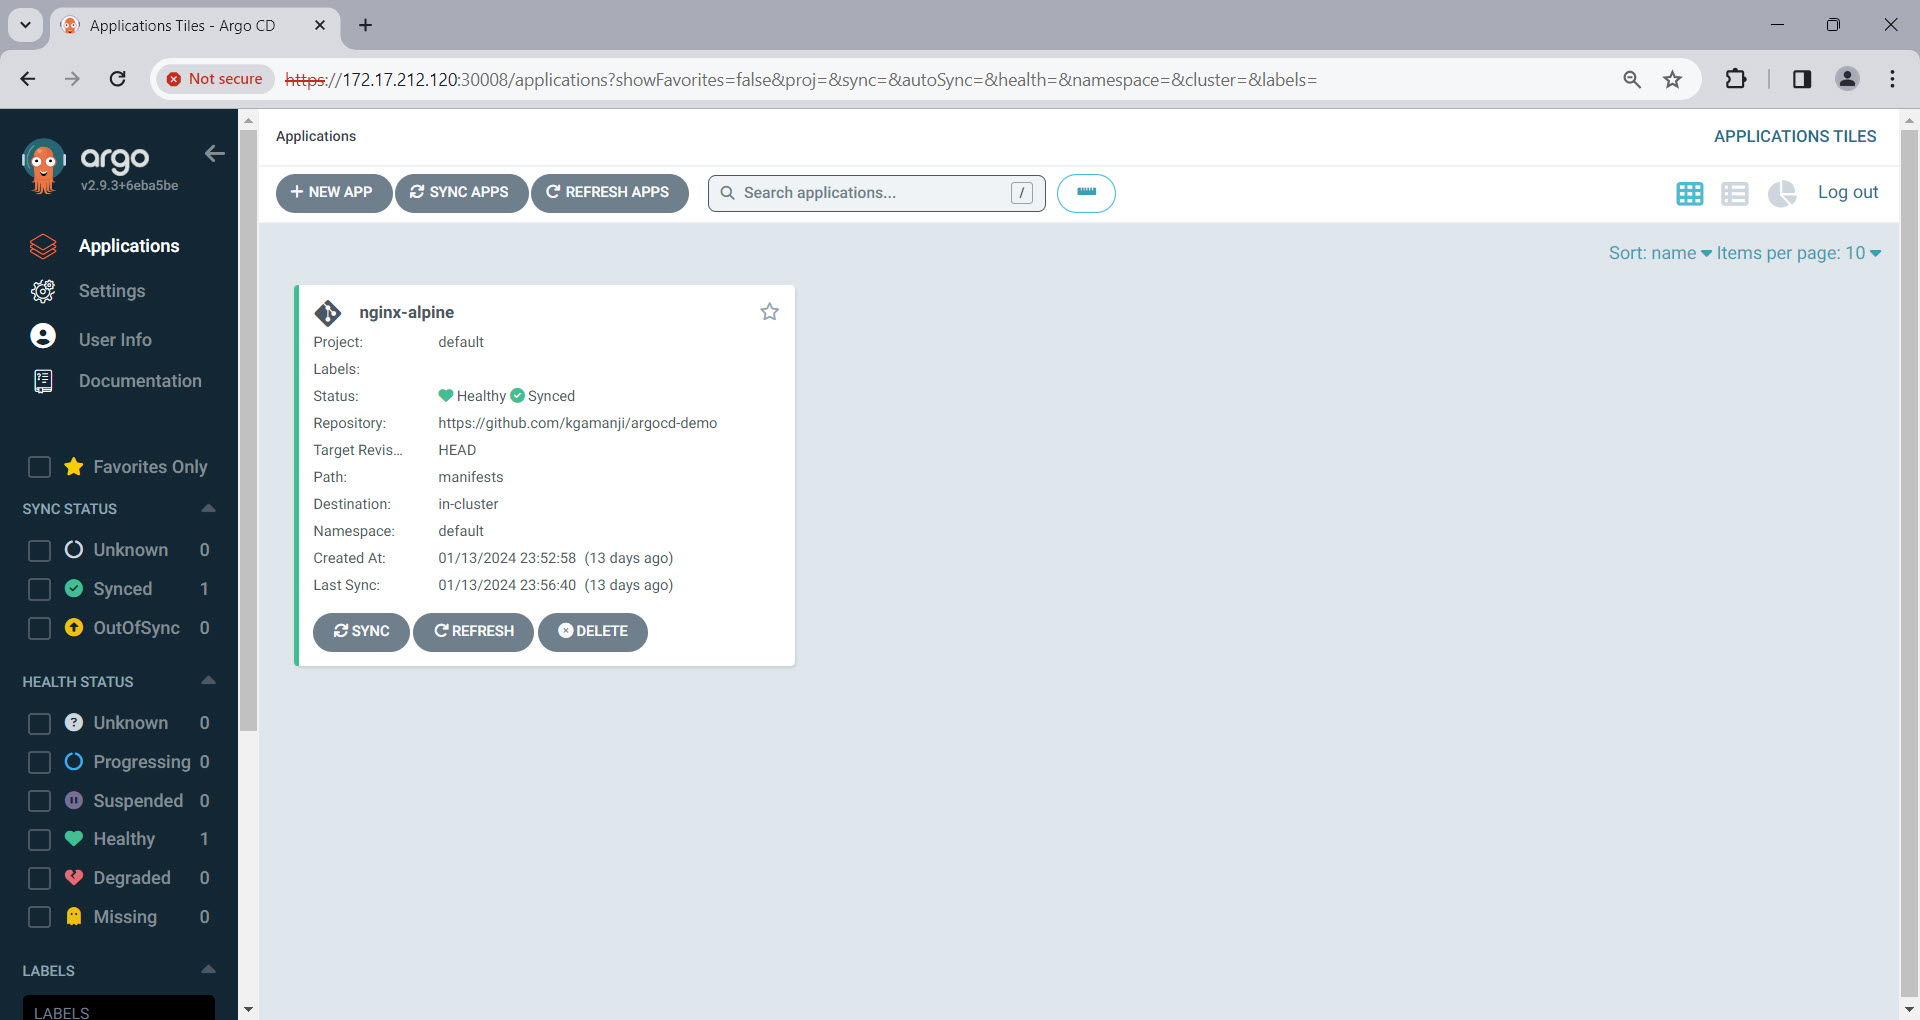 Applications Tiles - Argo CD
Not secure https://172.17.212.120:30008/applications?showFavorites=false&proj=&sync=&autoSync=&health=&namespace=&cluster=&labels=
argo
v2.9.3+6eba5be
Applications
Settings
User Info
Documentation
Favorites Only
SYNC STATUS
Unknown 0
Synced 1
OutOfSync 0
HEALTH STATUS
Unknown 0
Progressing 0
Suspended 0
Healthy 1
Degraded 0
Missing 0
LABELS
LABELS
Applications
APPLICATIONS TILES
+ NEW APP SYNC APPS REFRESH APPS Search applications... / Log out
Sort: name Items per page: 10
nginx-alpine
Project: default
Labels:
Status: Healthy Synced
Repository: https://github.com/kgamanji/argocd-demo
Target Revis... HEAD
Path: manifests
Destination: in-cluster
Namespace: default
Created At: 01/13/2024 23:52:58 (13 days ago)
Last Sync: 01/13/2024 23:56:40 (13 days ago)
SYNC REFRESH DELETE